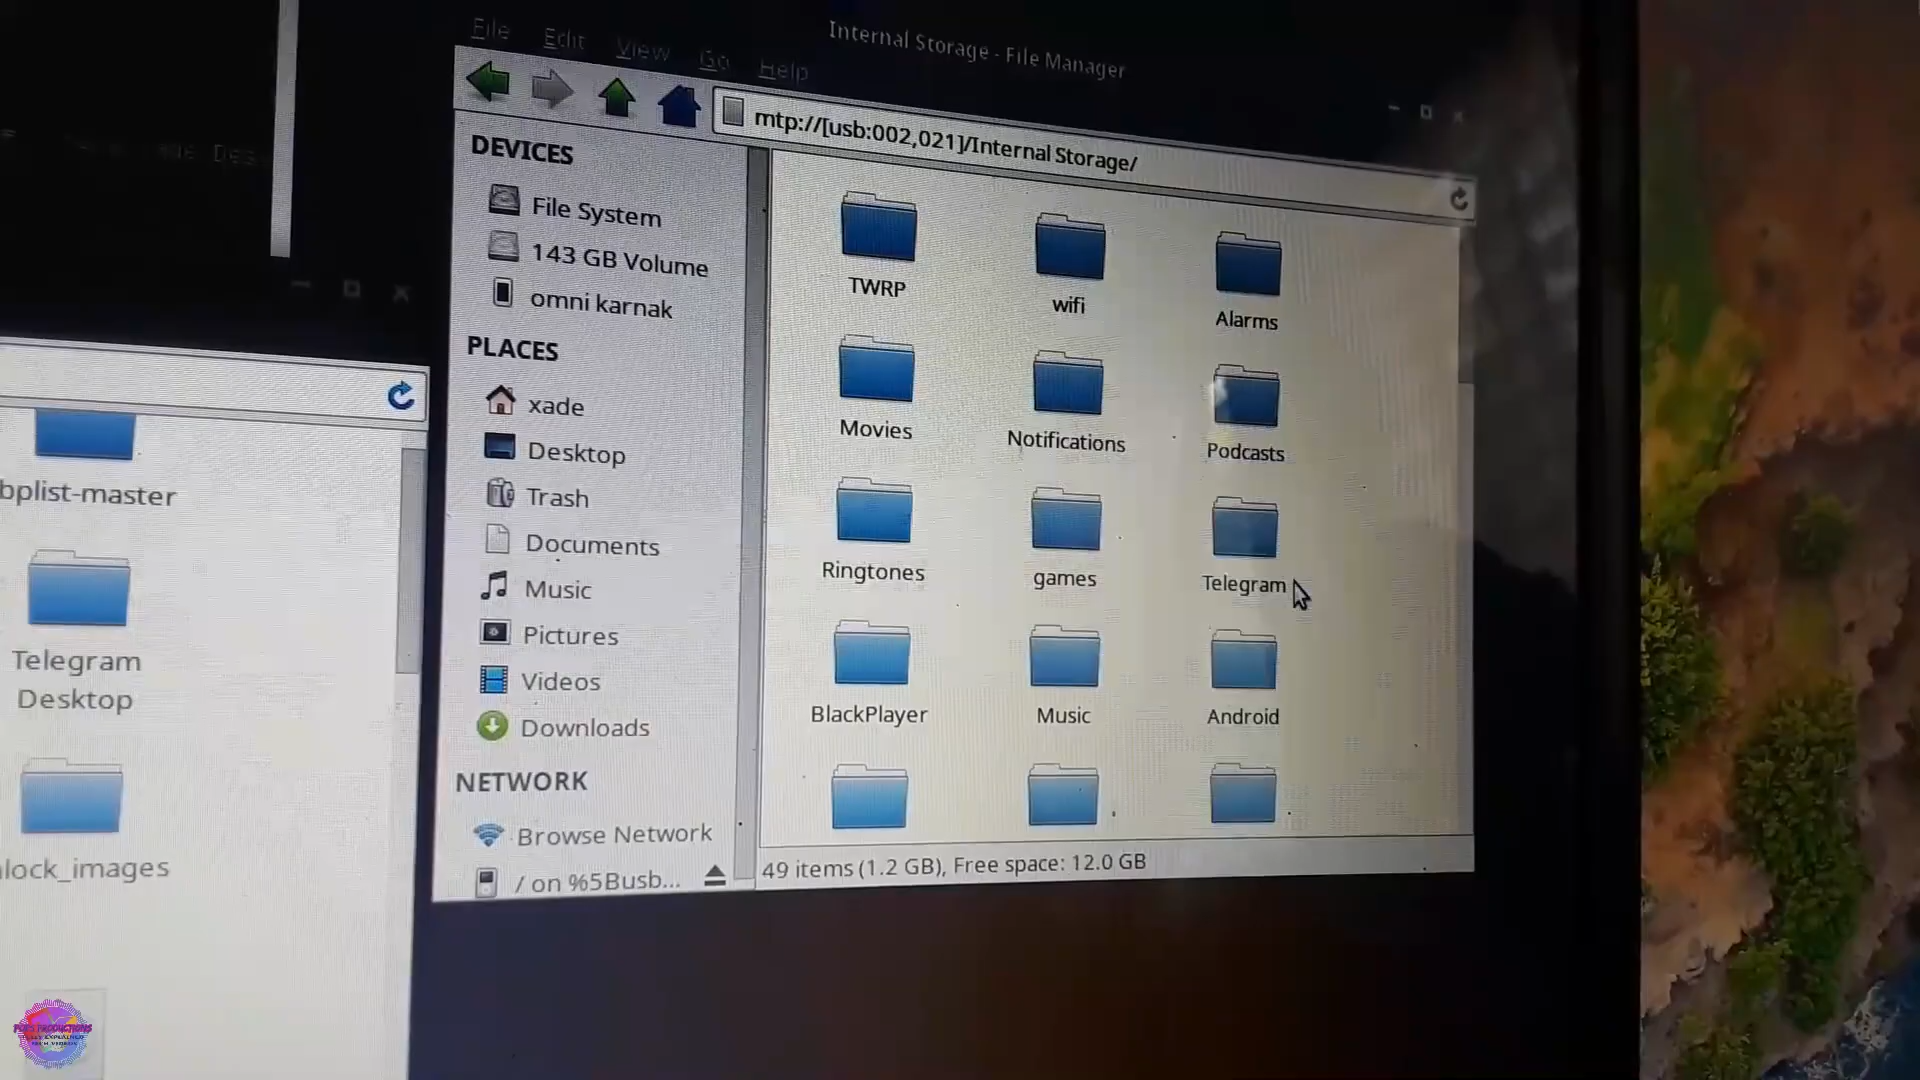 File Edit View Go Help
Internal Storage - File Manager
mtp://[usb:002,021]/Internal Storage/
DEVICES
File System
143 GB Volume
omni karnak
PLACES
xade
Desktop
Trash
Documents
Music
Pictures
Videos
Downloads
NETWORK
Browse Network
/ on %5Busb...
TWRP
wifi
Alarms
Movies
Notifications
Podcasts
Ringtones
games
Telegram
BlackPlayer
Music
Android
49 items (1.2 GB), Free space: 12.0 GB
bplist-master
Telegram
Desktop
lock_images